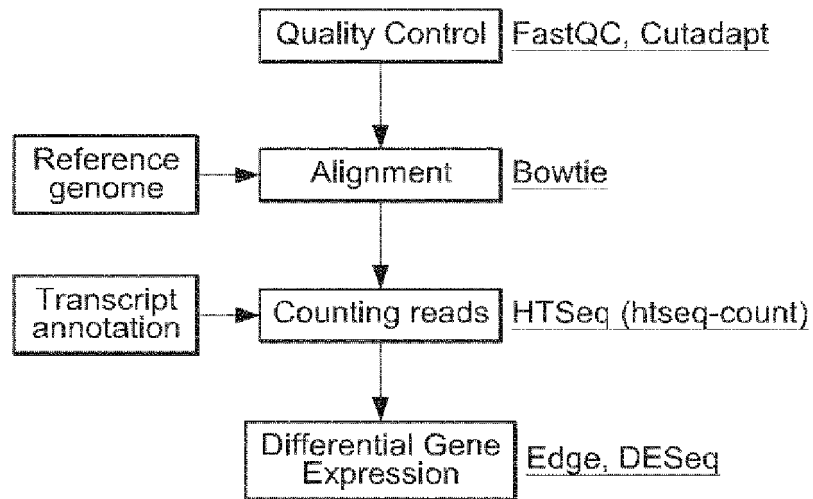 Quality Control FastQC, Cutadapt
Reference
genome
Alignment Bowtie
Transcript
annotation
Counting reads HTSeq (htseq-count)
Differential Gene
Expression
Edge, DESeq